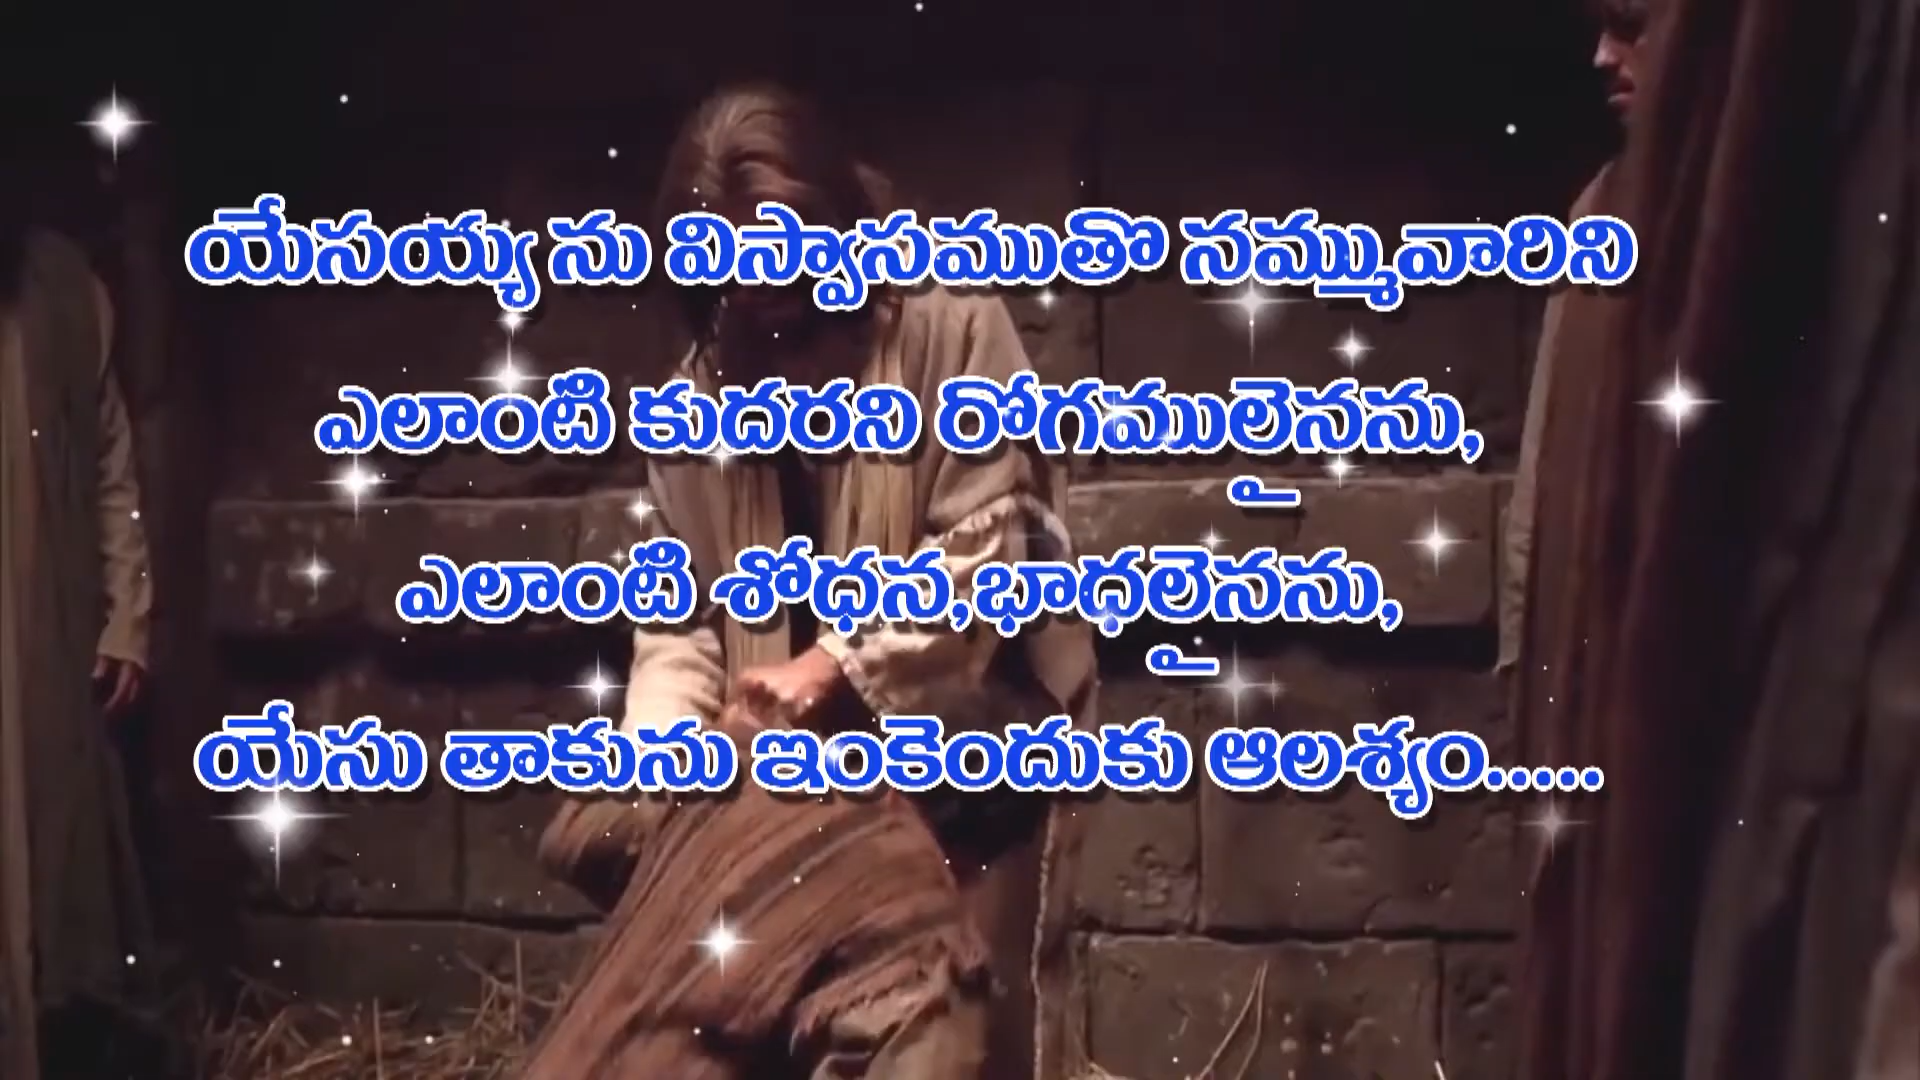 యేసయ్య ను విస్వాసముతొ నమ్మువారిని
ఎలాంటి కుదరని రోగములైనను,
ఎలాంటి శోధన,భాధలైనను,
యేసు తాకును ఇంకెందుకు ఆలశ్యం.....